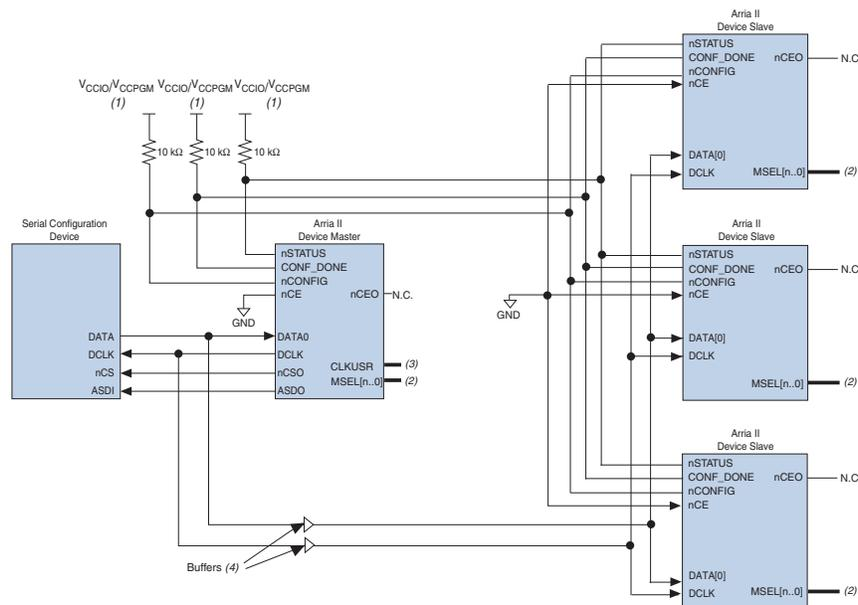 Arria II
Device Slave
nSTATUS
CONF_DONE
nCEO
N.C
nCONFIG
nCE
DATA[0]
MSEL[n..0]
(2)
DCLK
VCCIO/VCCPGM VCCIO/VCCPGM VCCIO/VCCPGM
(1) (1) (1)
10 kΩ 10 kΩ 10 kΩ
Serial Configuration
Device
DATA
DCLK
nCS
ASDI
Arria II
Device Master
nSTATUS
CONF_DONE
nCONFIG
nCE
nCEO
N.C.
GND
DATA0
DCLK
CLKUSR
(3)
nCSO
MSEL[n..0]
(2)
ASDO
Arria II
Device Slave
nSTATUS
CONF_DONE
nCEO
N.C
nCONFIG
nCE
GND
DATA[0]
DCLK
MSEL[n..0]
(2)
Arria II
Device Slave
nSTATUS
CONF_DONE
nCEO
N.C
nCONFIG
nCE
Buffers (4)
DATA[0]
DCLK
MSEL[n..0]
(2)